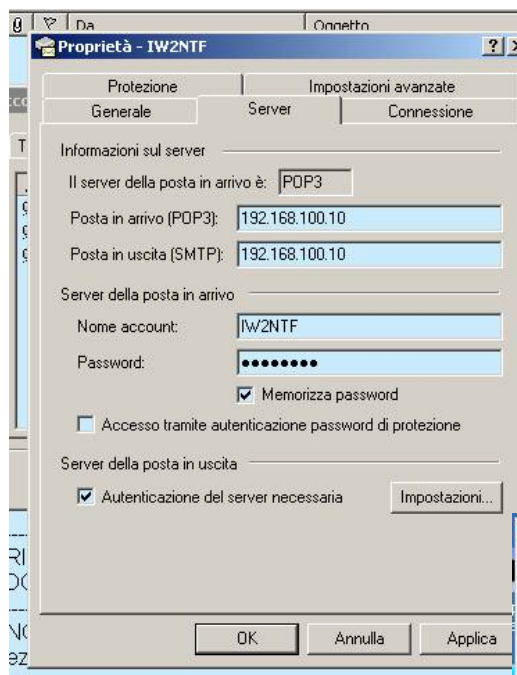 Da Oggetto
Proprietà - IW2NTF
Protezione Impostazioni avanzate
Generale Server Connessione
Informazioni sul server
Il server della posta in arrivo è: POP3
Posta in arrivo (POP3): 192.168.100.10
Posta in uscita (SMTP): 192.168.100.10
Server della posta in arrivo
Nome account: IW2NTF
Password: ●●●●●●●●
Memorizza password
Accesso tramite autenticazione password di protezione
Server della posta in uscita
Autenticazione del server necessaria Impostazioni...
OK Annulla Applica